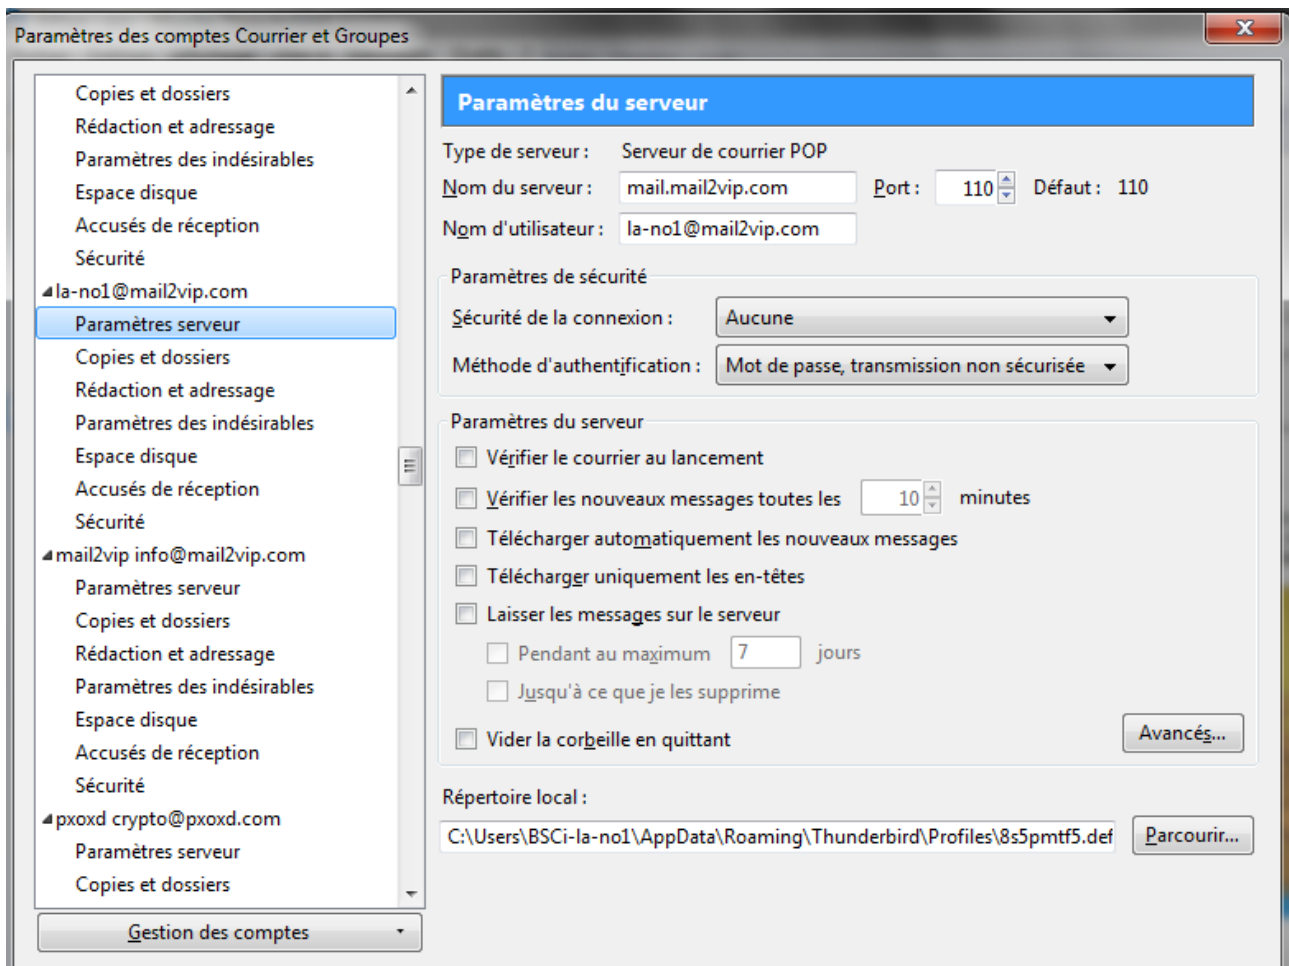 Paramètres des comptes Courrier et Groupes
Copies et dossiers
Rédaction et adressage
Paramètres des indésirables
Espace disque
Accusés de réception
Sécurité
la-no1@mail2vip.com
Paramètres serveur
Copies et dossiers
Rédaction et adressage
Paramètres des indésirables
Espace disque
Accusés de réception
Sécurité
mail2vip info@mail2vip.com
Paramètres serveur
Copies et dossiers
Rédaction et adressage
Paramètres des indésirables
Espace disque
Accusés de réception
Sécurité
pxoxd crypto@pxoxd.com
Paramètres serveur
Copies et dossiers
Gestion des comptes
Paramètres du serveur
Type de serveur : Serveur de courrier POP
Nom du serveur : mail.mail2vip.com Port : 110 Défaut : 110
Nom d'utilisateur : la-no1@mail2vip.com
Paramètres de sécurité
Sécurité de la connexion : Aucune
Méthode d'authentification : Mot de passe, transmission non sécurisée
Paramètres du serveur
Vérifier le courrier au lancement
Vérifier les nouveaux messages toutes les 10 minutes
Télécharger automatiquement les nouveaux messages
Télécharger uniquement les en-têtes
Laisser les messages sur le serveur
Pendant au maximum 7 jours
Jusqu'à ce que je les supprime
Vider la corbeille en quittant
Avancés...
Répertoire local :
C:\Users\BSCi-la-no1\AppData\Roaming\Thunderbird\Profiles\8s5pmtf5.def
Parcourir...